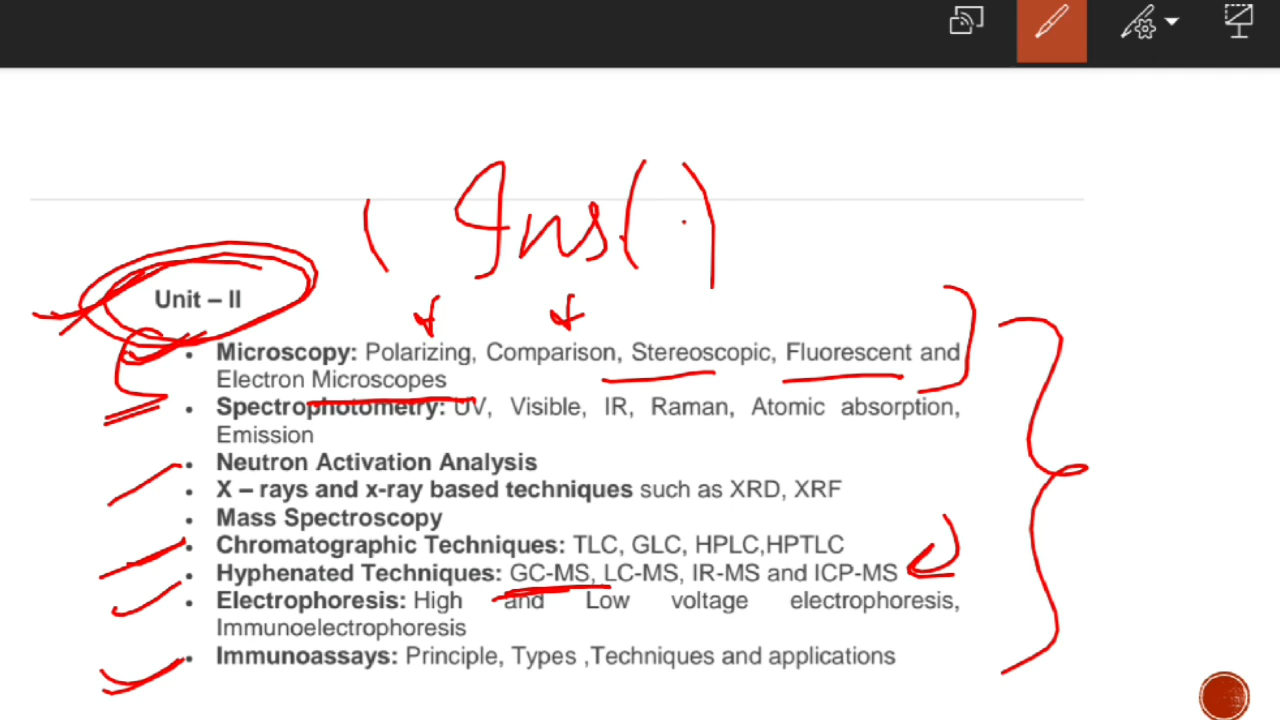 ( Ins(.)
Unit – II
• Microscopy: Polarizing, Comparison, Stereoscopic, Fluorescent and
Electron Microscopes
• Spectrophotometry: UV, Visible, IR, Raman, Atomic absorption,
Emission
• Neutron Activation Analysis
• X – rays and x-ray based techniques such as XRD, XRF
• Mass Spectroscopy
• Chromatographic Techniques: TLC, GLC, HPLC,HPTLC
• Hyphenated Techniques: GC-MS, LC-MS, IR-MS and ICP-MS
• Electrophoresis: High and Low voltage electrophoresis,
Immunoelectrophoresis
• Immunoassays: Principle, Types ,Techniques and applications